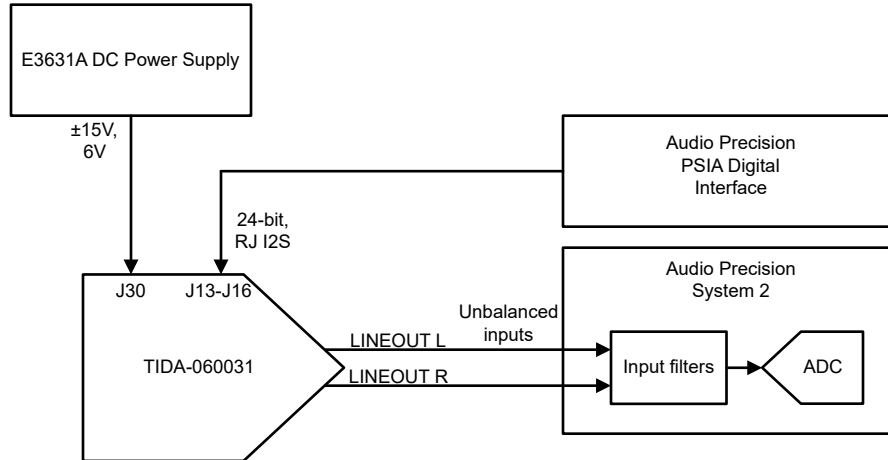 E3631A DC Power Supply
±15V,
6V
Audio Precision
PSIA Digital
Interface
24-bit,
RJ I2S
Audio Precision
System 2
J30
J13-J16
Unbalanced
inputs
LINEOUT L
TIDA-060031
Input filters
ADC
LINEOUT R